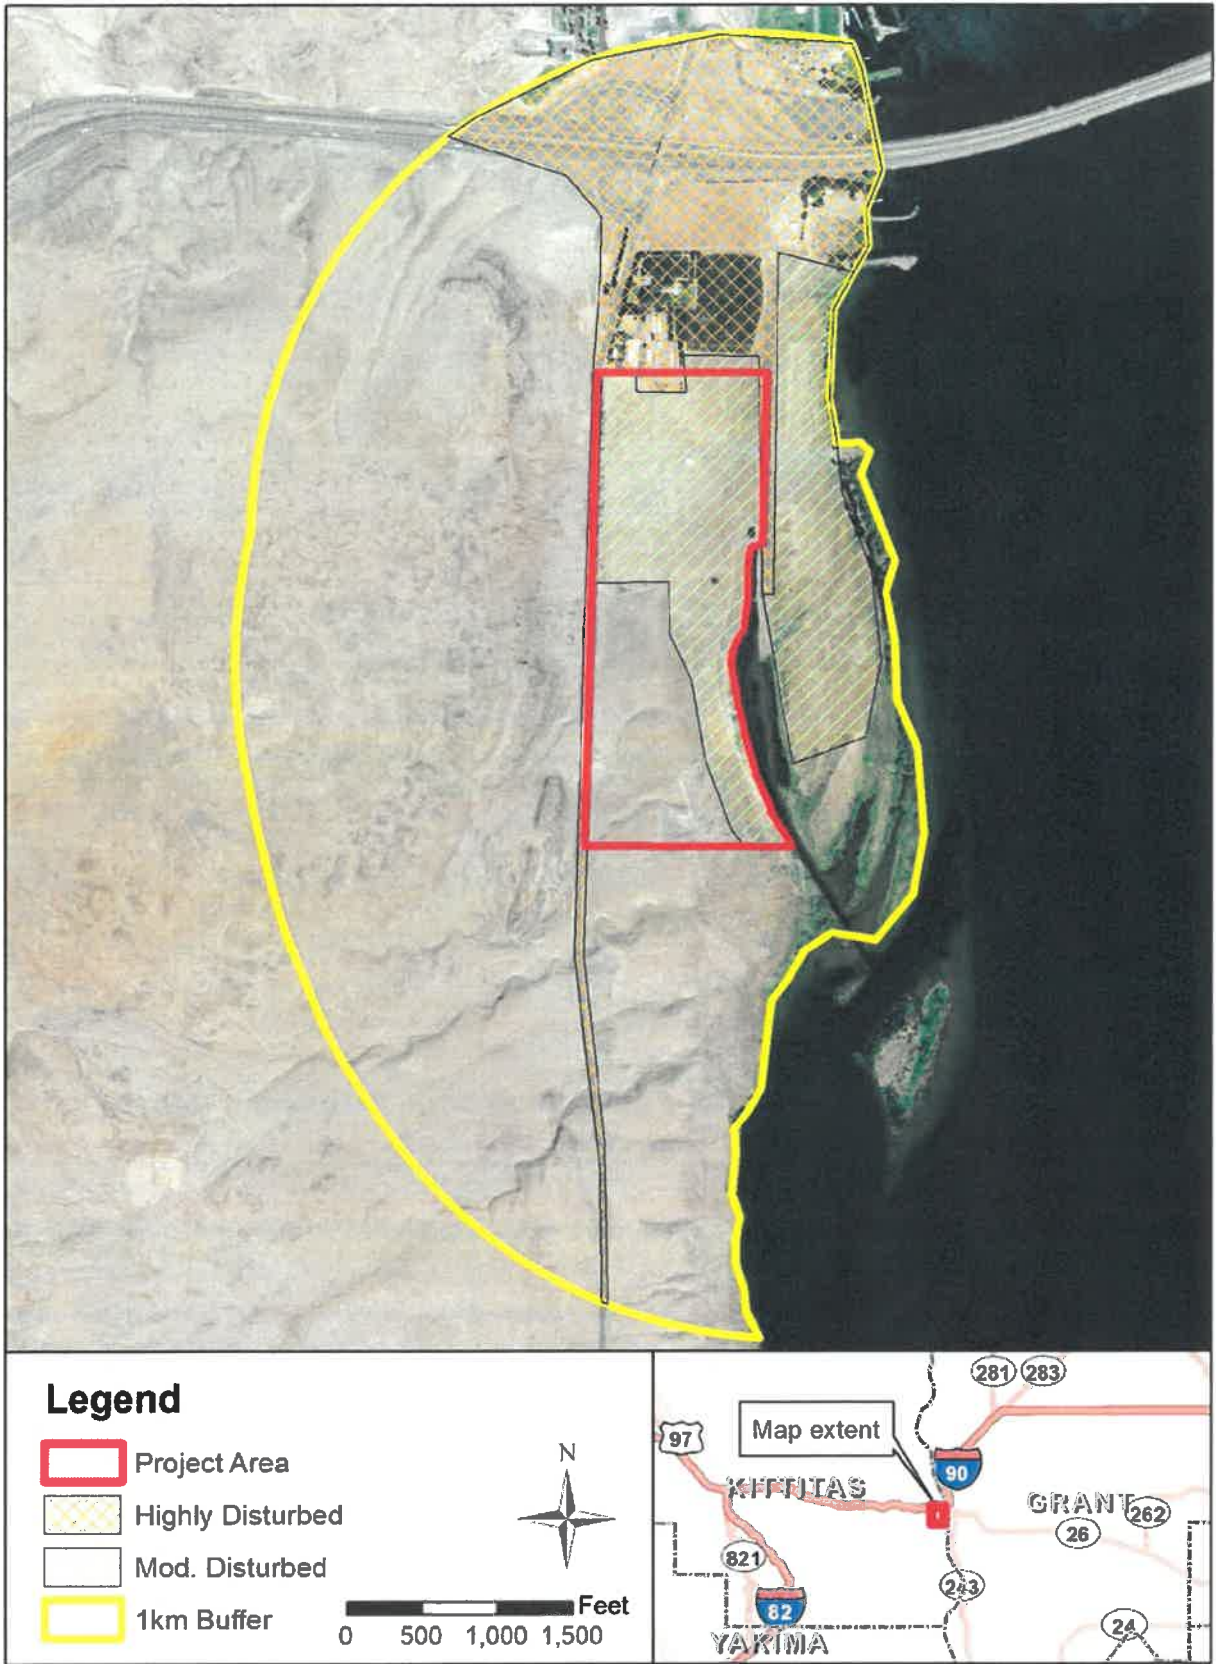 Legend
Project Area
Highly Disturbed
Mod. Disturbed
1km Buffer
N
Feet
0 500 1,000 1,500
281 283
97
Map extent
90
KITTITAS
GRANT
262
26
821
243
82
24
YAKIMA